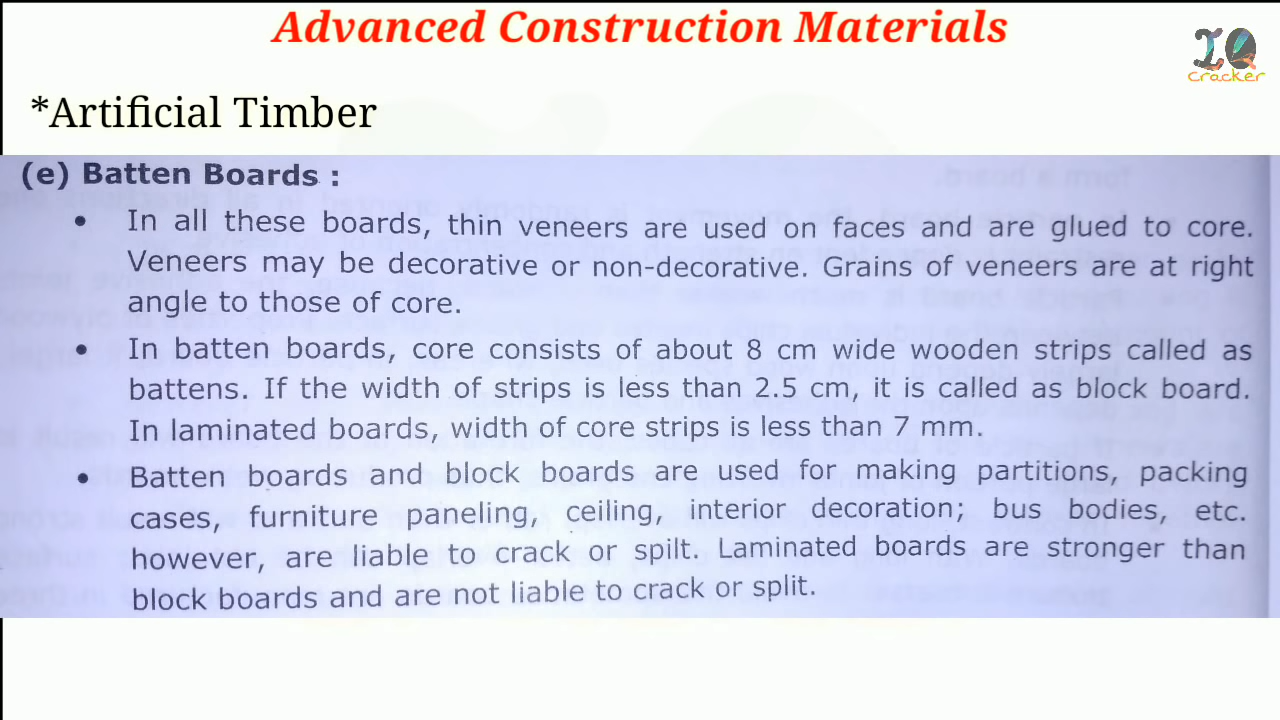 Advanced Construction Materials
IQ
Cracker
*Artificial Timber
(e) Batten Boards :
• In all these boards, thin veneers are used on faces and are glued to core.
Veneers may be decorative or non-decorative. Grains of veneers are at right
angle to those of core.
• In batten boards, core consists of about 8 cm wide wooden strips called as
battens. If the width of strips is less than 2.5 cm, it is called as block board.
In laminated boards, width of core strips is less than 7 mm.
• Batten boards and block boards are used for making partitions, packing
cases, furniture paneling, ceiling, interior decoration; bus bodies, etc.
however, are liable to crack or spilt. Laminated boards are stronger than
block boards and are not liable to crack or split.